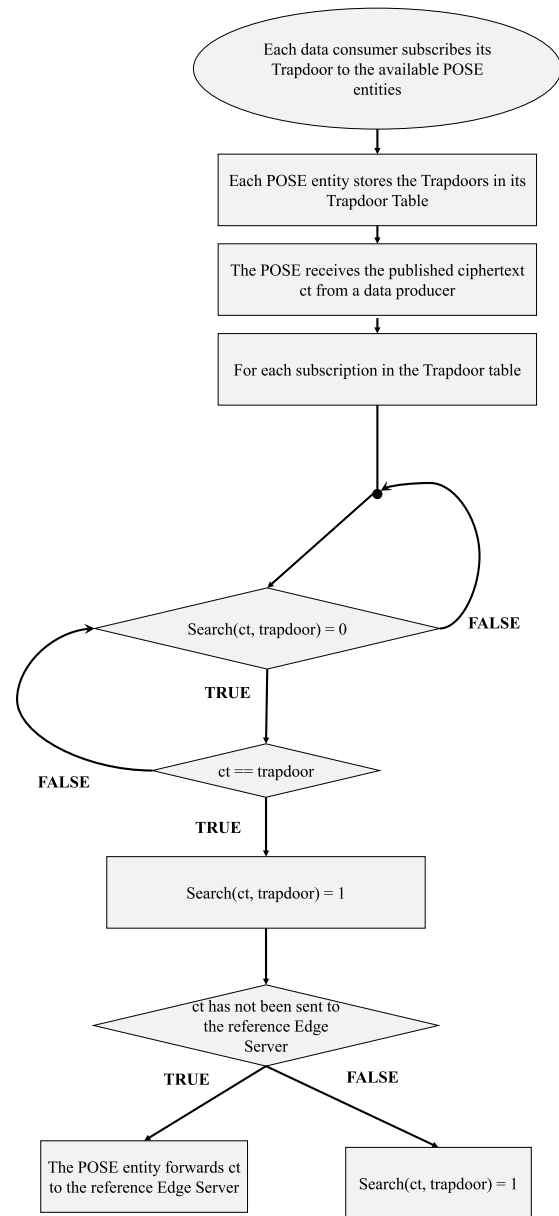 Each data consumer subscribes its
Trapdoor to the available POSE
entities
Each POSE entity stores the Trapdoors in its
Trapdoor Table
The POSE receives the published ciphertext
ct from a data producer
For each subscription in the Trapdoor table
Search(ct, trapdoor) = 0
FALSE
TRUE
ct == trapdoor
FALSE
TRUE
Search(ct, trapdoor) = 1
ct has not been sent to
the reference Edge
Server
TRUE
FALSE
The POSE entity forwards ct
to the reference Edge Server
Search(ct, trapdoor) = 1